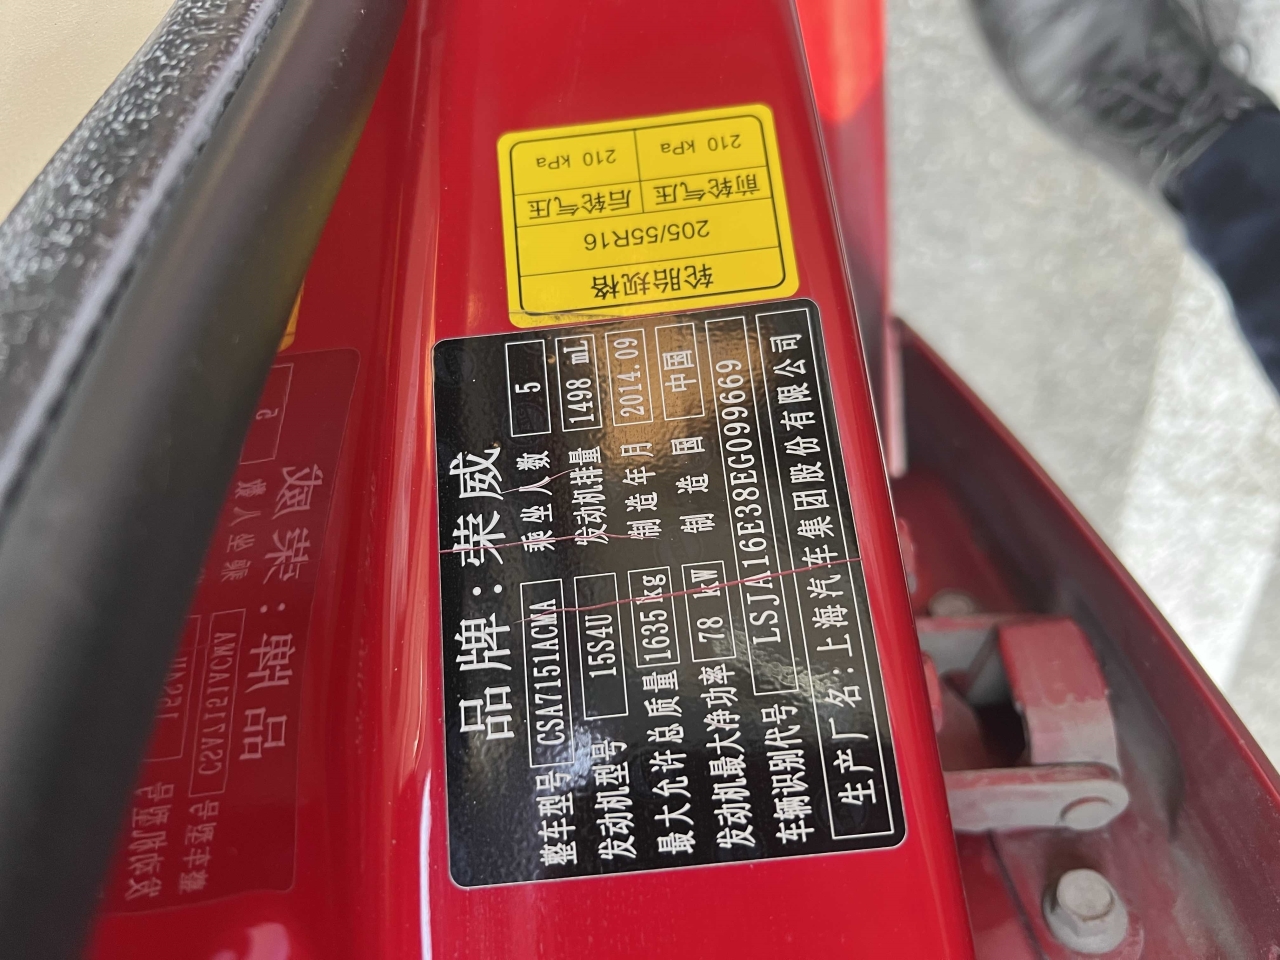 品牌：荣威
整车型号 CSA7151ACMA 乘坐人数 5
发动机型号 15S4U 发动机排量 1498 mL
最大允许总质量 1635 kg 制造年月 2014.09
发动机最大净功率 78 kW 制造国 中国
车辆识别代号 LSJA16E38EG099669
生产厂名：上海汽车集团股份有限公司
轮胎规格
205/55R16
前轮气压 后轮气压
210 kPa 210 kPa